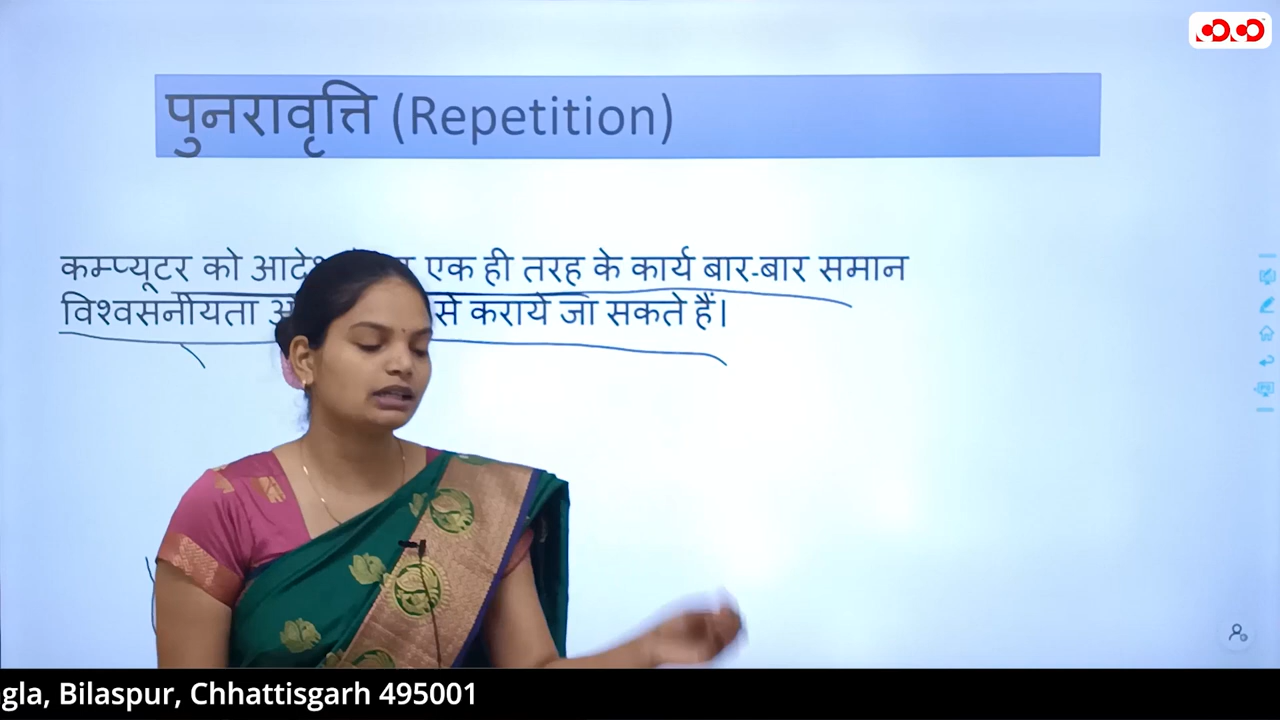 पुनरावृत्ति (Repetition)
कम्प्यूटर को एक ही तरह के कार्य बार-बार समान
विश्वसनीयता से कराये जा सकते हैं।
gla, Bilaspur, Chhattisgarh 495001